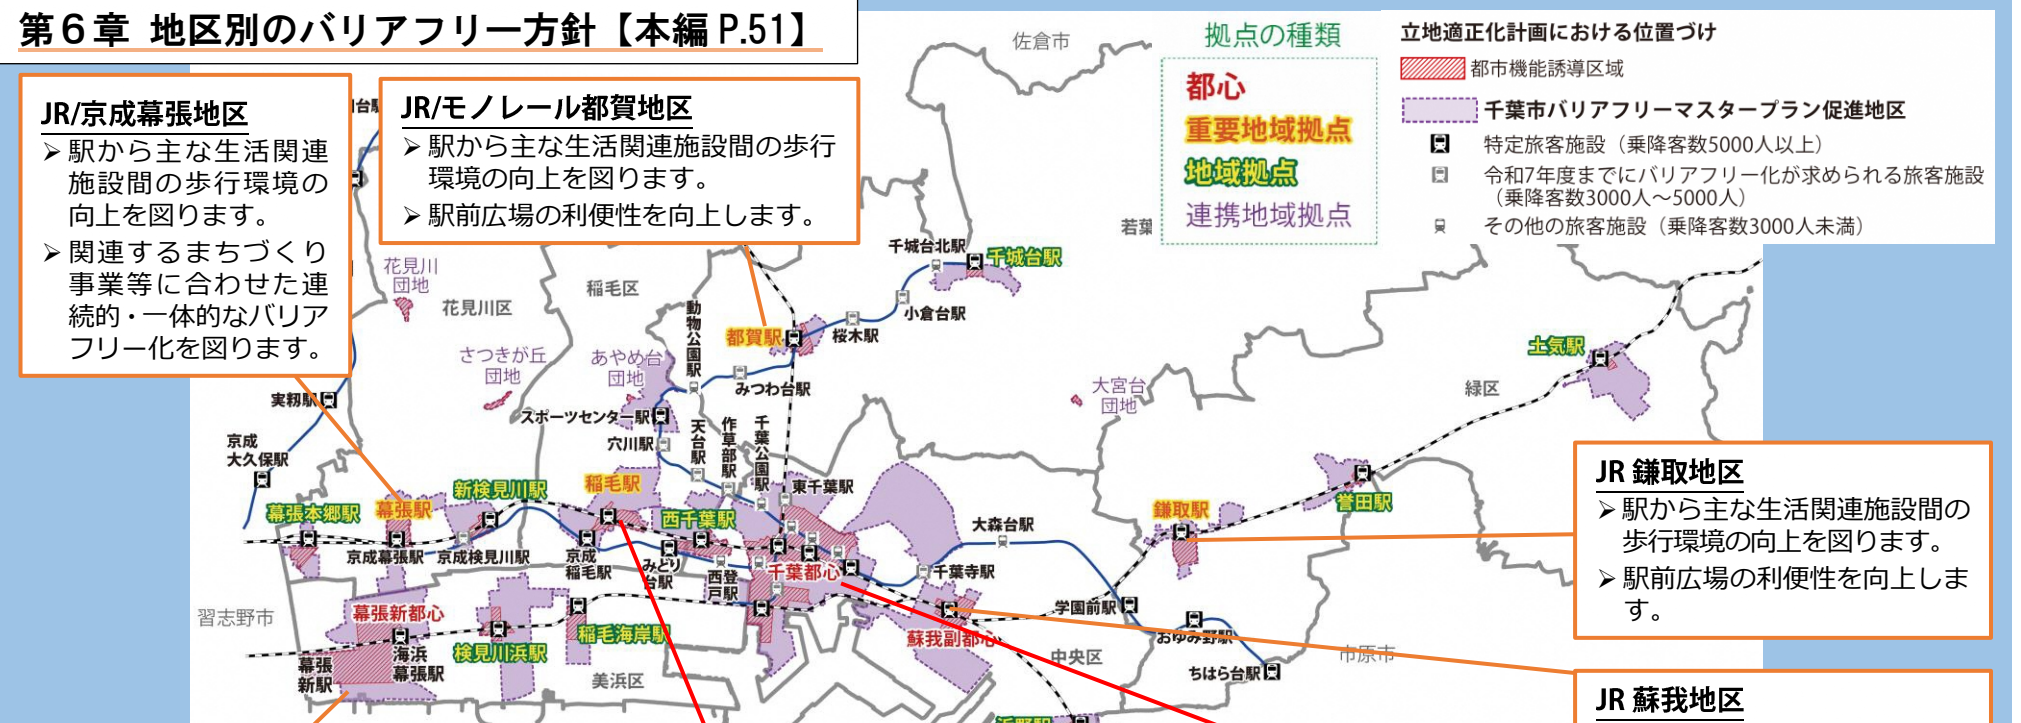 第６章 地区別のバリアフリー方針【本編 P.51】
JR/京成幕張地区
➢ 駅から主な生活関連
施設間の歩行環境の
向上を図ります。
➢ 関連するまちづくり
事業等に合わせた連
続的・一体的なバリア
フリー化を図ります。
JR/モノレール都賀地区
➢ 駅から主な生活関連施設間の歩行
環境の向上を図ります。
➢ 駅前広場の利便性を向上します。
拠点の種類
都心
重要地域拠点
地域拠点
連携地域拠点
立地適正化計画における位置づけ
都市機能誘導区域
千葉市バリアフリーマスタープラン促進地区
特定旅客施設（乗降客数5000人以上）
令和7年度までにバリアフリー化が求められる旅客施設
（乗降客数3000人～5000人）
その他の旅客施設（乗降客数3000人未満）
佐倉市
台駅
若葉
千城台北駅
千城台駅
小倉台駅
桜木駅
都賀駅
みつわ台駅
動物公園駅
稲毛区
花見川
団地
花見川区
さつきが丘
団地
あやめ台
団地
スポーツセンター駅
穴川駅
天台駅
作草部駅
千葉公園駅
大宮台
団地
土気駅
緑区
実籾駅
京成
大久保駅
幕張本郷駅
幕張駅
新検見川駅
稲毛駅
西千葉駅
東千葉駅
大森台駅
鎌取駅
誉田駅
京成幕張駅
京成検見川駅
京成
稲毛駅
みどり
台駅
西登
戸駅
千葉都心
千葉寺駅
学園前駅
おゆみ野駅
ちはら台駅
習志野市
幕張新都心
海浜
幕張駅
幕張
新駅
検見川浜駅
稲毛海岸駅
美浜区
蘇我副都心
中央区
市原市
浜野駅
JR 鎌取地区
➢ 駅から主な生活関連施設間の
歩行環境の向上を図ります。
➢ 駅前広場の利便性を向上しま
す。
JR 蘇我地区